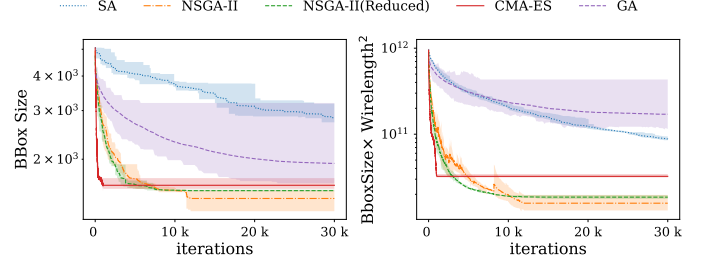 SA NSGA-II NSGA-II(Reduced) CMA-ES GA
BBox Size
4 × 10³
3 × 10³
2 × 10³
0 10 k 20 k 30 k
iterations
BboxSize× Wirelength²
10¹²
10¹¹
0 10 k 20 k 30 k
iterations